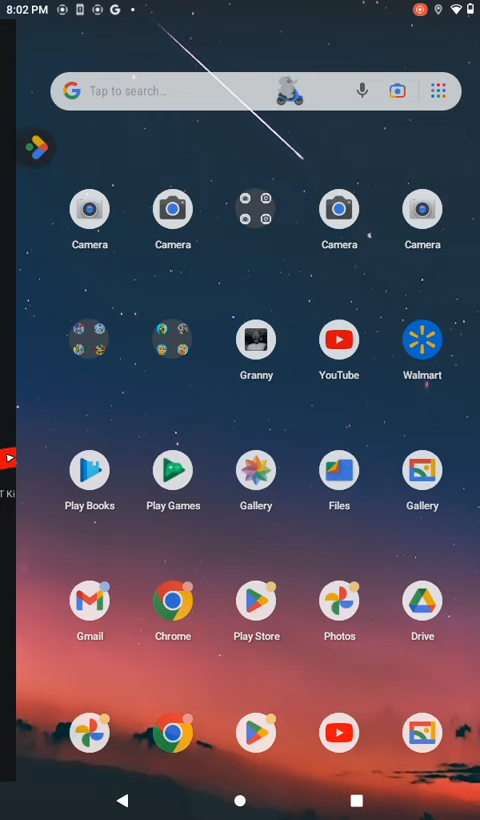 8:02 PM
Tap to search...
Camera Camera Camera Camera
Granny YouTube Walmart
T Ki
Play Books Play Games Gallery Files Gallery
Gmail Chrome Play Store Photos Drive